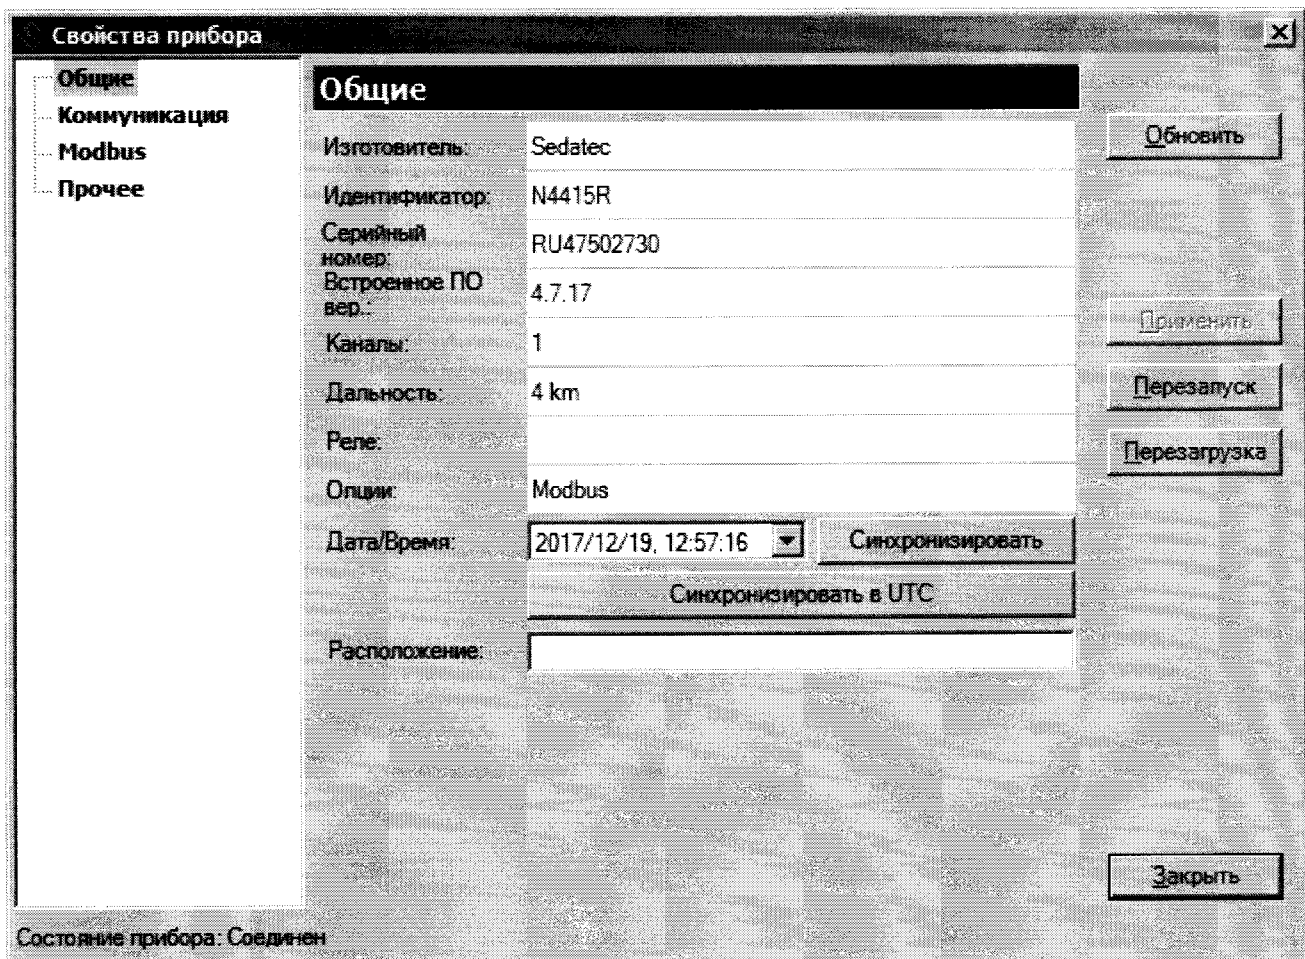 Свойства прибора
Общие
Коммуникация
Modbus
Прочее
Общие
Изготовитель: Sedatec
Идентификатор: N4415R
Серийный
номер: RU47502730
Встроенное ПО
вер.: 4.7.17
Каналы: 1
Дальность: 4 km
Реле:
Опции: Modbus
Дата/Время: 2017/12/19, 12:57:16 Синхронизировать
Синхронизировать в UTC
Расположение:
Обновить
Применить
Перезапуск
Перезагрузка
Закрыть
Состояние прибора: Соединен